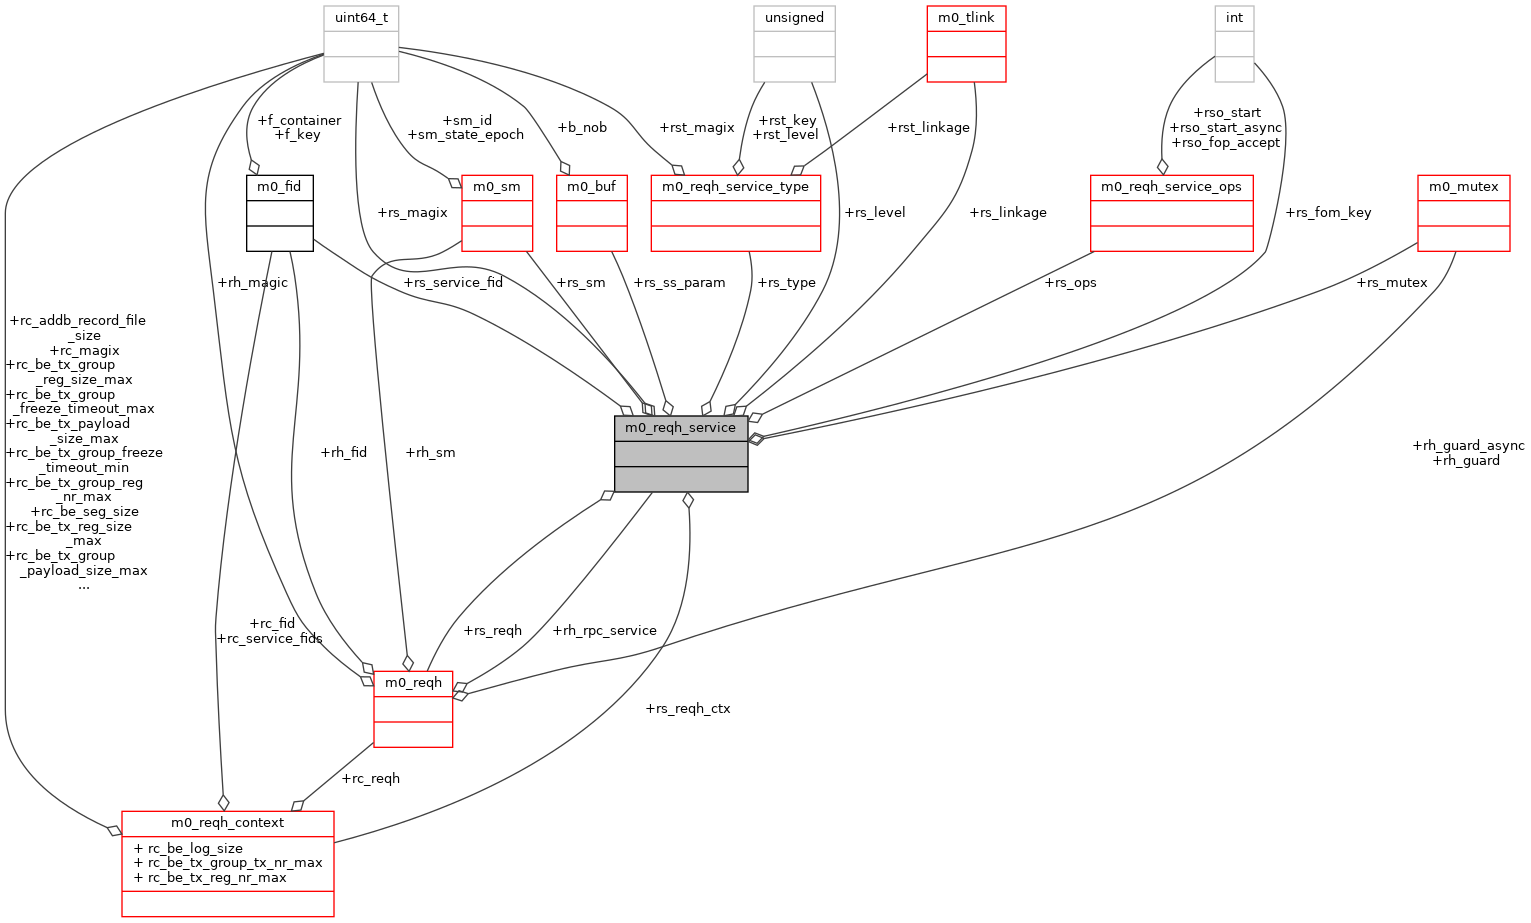 uint64_t
unsigned
m0_tlink
int
+f_container
+f_key
+sm_id
+sm_state_epoch
+b_nob
+rst_magix
+rst_key
+rst_level
+rst_linkage
+rso_start
+rso_start_async
+rso_fop_accept
m0_fid
m0_sm
m0_buf
m0_reqh_service_type
m0_reqh_service_ops
m0_mutex
+rs_magix
+rs_level
+rs_linkage
+rs_fom_key
+rh_magic
+rs_service_fid
+rs_sm
+rs_ss_param
+rs_type
+rs_ops
+rs_mutex
+rc_addb_record_file
_size
+rc_magix
+rc_be_tx_group
_reg_size_max
+rc_be_tx_group
_freeze_timeout_max
+rc_be_tx_payload
_size_max
+rc_be_tx_group_freeze
_timeout_min
+rc_be_tx_group_reg
_nr_max
+rc_be_seg_size
+rc_be_tx_reg_size
_max
+rc_be_tx_group
_payload_size_max
...
m0_reqh_service
+rh_fid
+rh_sm
+rh_guard_async
+rh_guard
+rc_fid
+rc_service_fids
+rs_reqh
+rh_rpc_service
m0_reqh
+rs_reqh_ctx
+rc_reqh
m0_reqh_context
+ rc_be_log_size
+ rc_be_tx_group_tx_nr_max
+ rc_be_tx_reg_nr_max